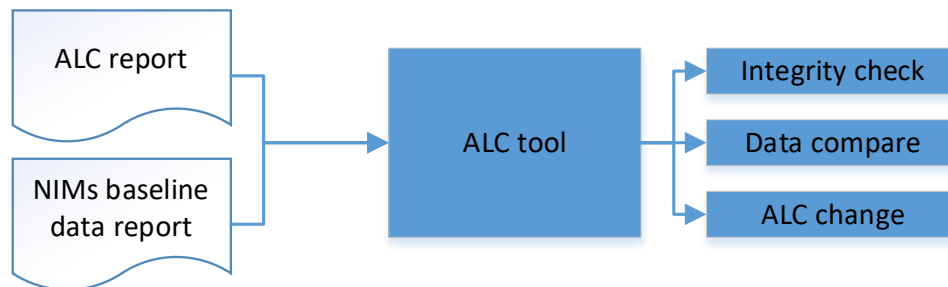 ALC report
NIMs baseline
data report
ALC tool
Integrity check
Data compare
ALC change